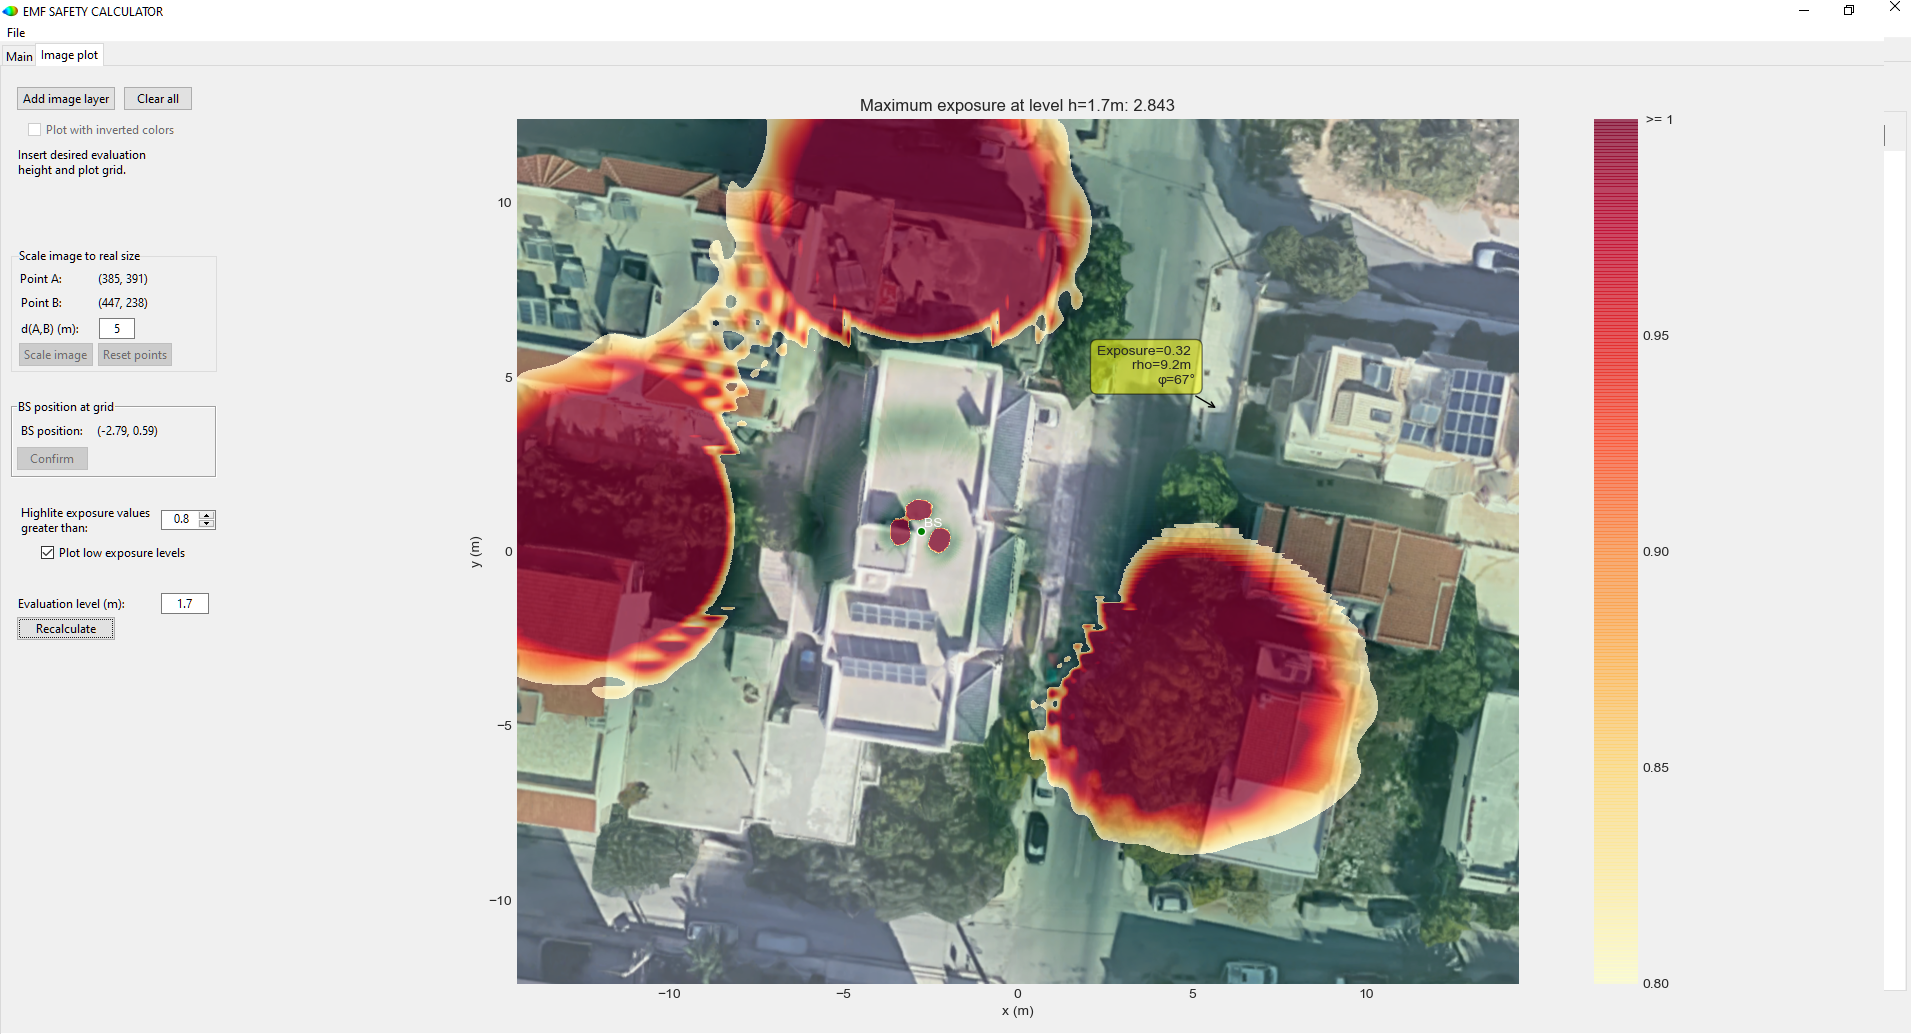 EMF SAFETY CALCULATOR
File
Main
Image plot
Add image layer
Clear all
Plot with inverted colors
Insert desired evaluation
height and plot grid.
Scale image to real size
Point A: (385, 391)
Point B: (447, 238)
d(A,B) (m): 5
Scale image
Reset points
BS position at grid
BS position: (-2.79, 0.59)
Confirm
Highlite exposure values
greater than: 0.8
Plot low exposure levels
Evaluation level (m): 1.7
Recalculate
Maximum exposure at level h=1.7m: 2.843
10
5
0
−5
−10
y (m)
−10
−5
0
5
10
x (m)
Exposure=0.32
rho=9.2m
φ=67°
BS
>= 1
0.95
0.90
0.85
0.80